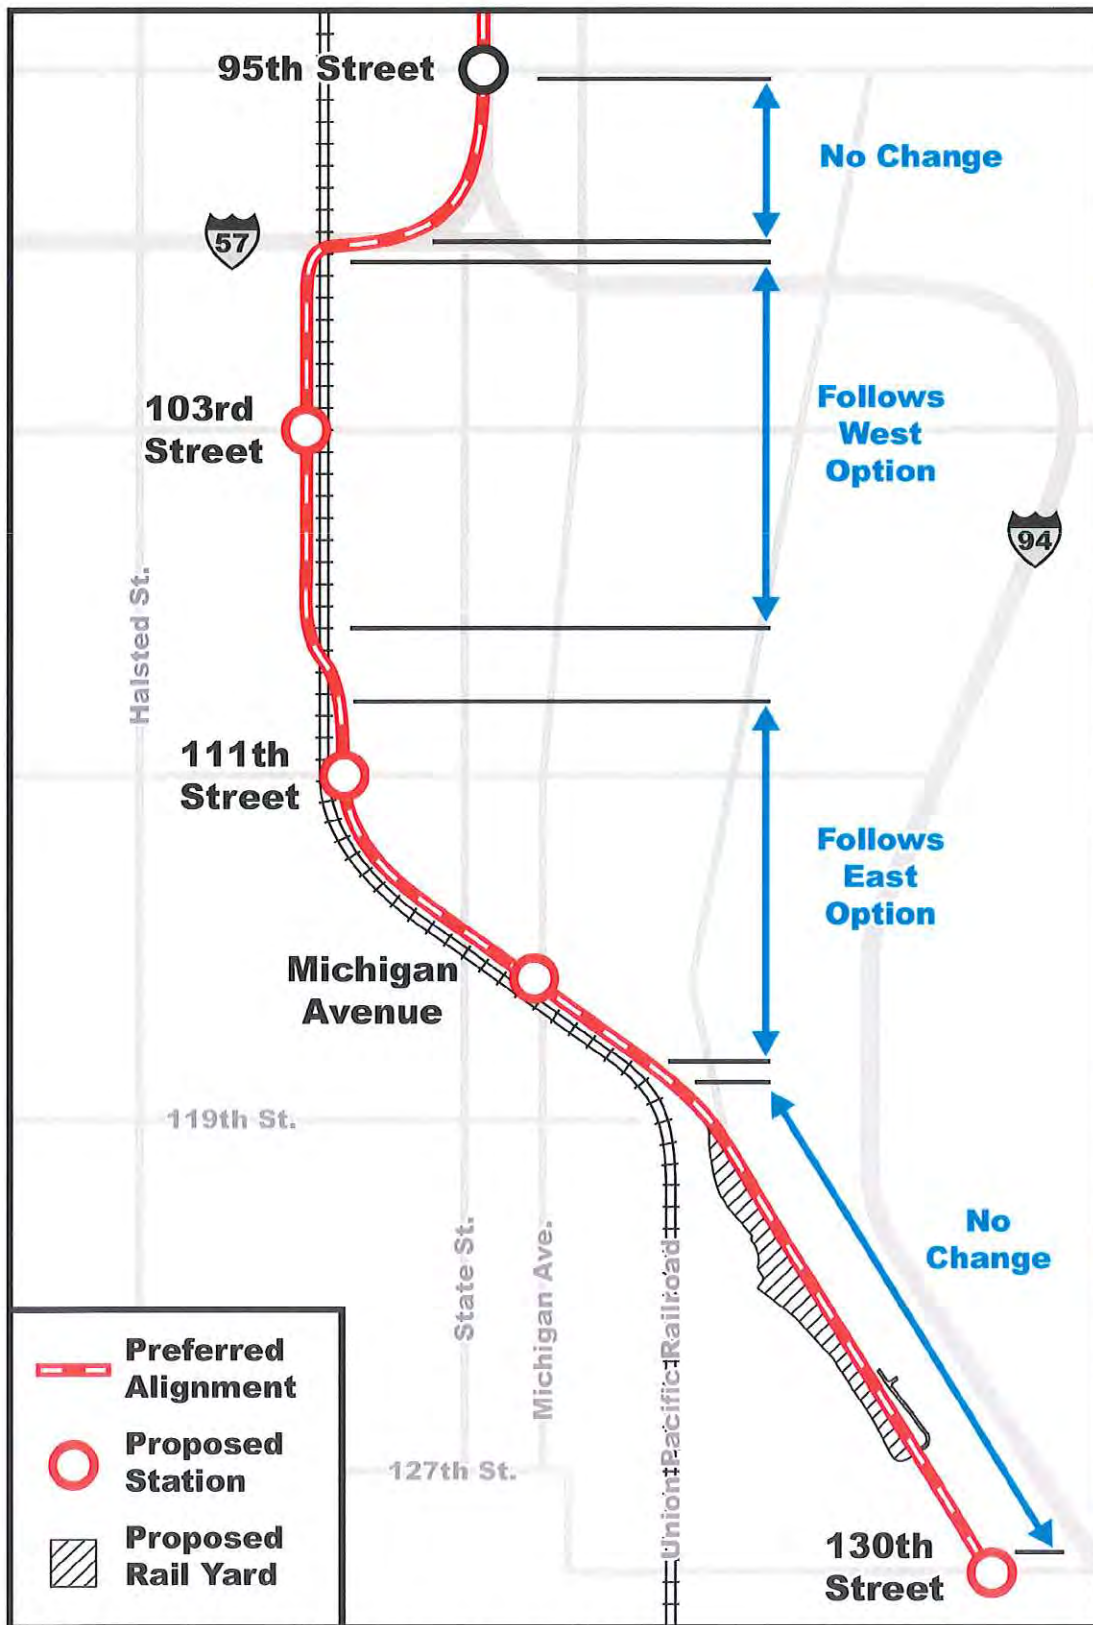 95th Street
No Change
57
103rd
Street
Follows
West
Option
94
Halsted St.
111th
Street
Follows
East
Option
Michigan
Avenue
119th St.
State St.
Michigan Ave.
Union Pacific Railroad
No
Change
127th St.
130th
Street
Preferred
Alignment
Proposed
Station
Proposed
Rail Yard